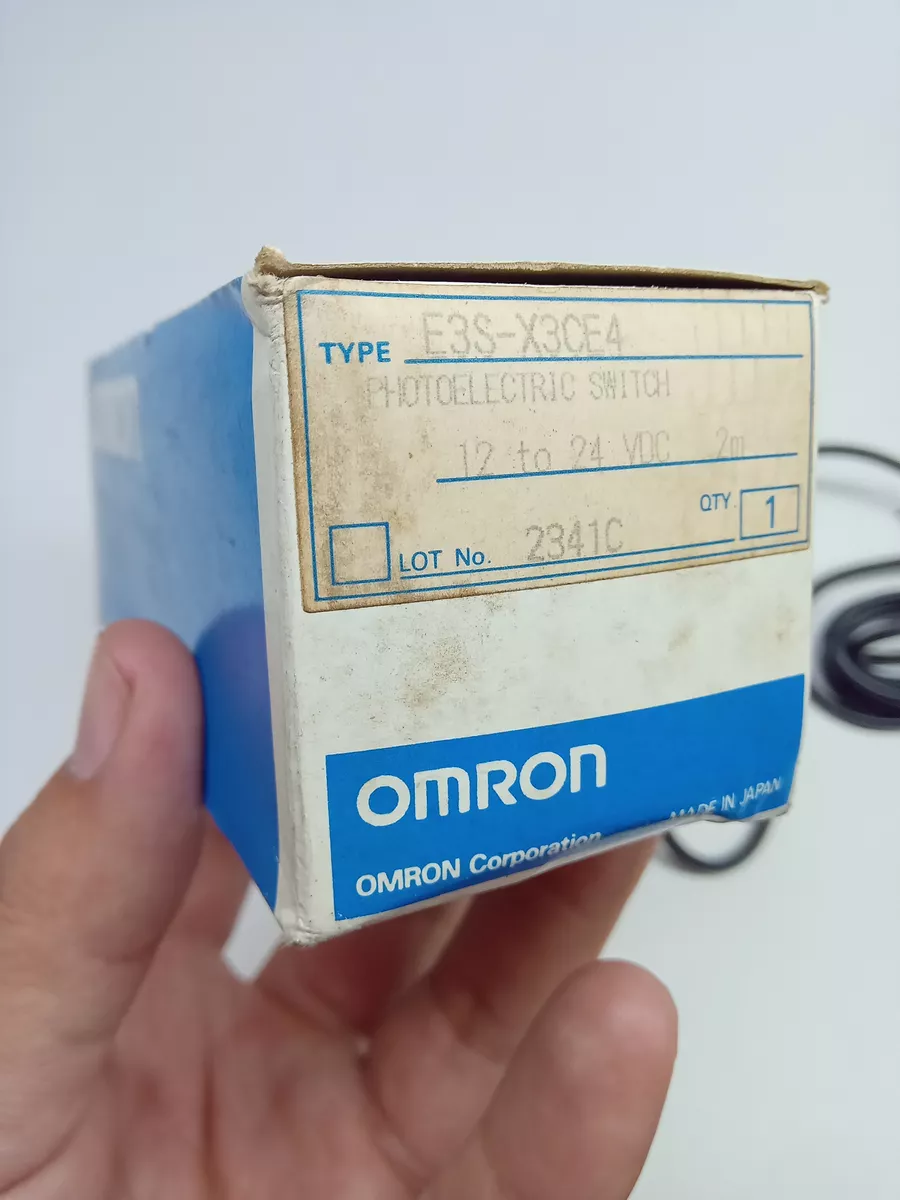 TYPE E3S-X3CE4
PHOTOELECTRIC SWITCH
12 to 24 VDC 2m
QTY. 1
LOT No. 2341C
OMRON
MADE IN JAPAN
OMRON Corporation